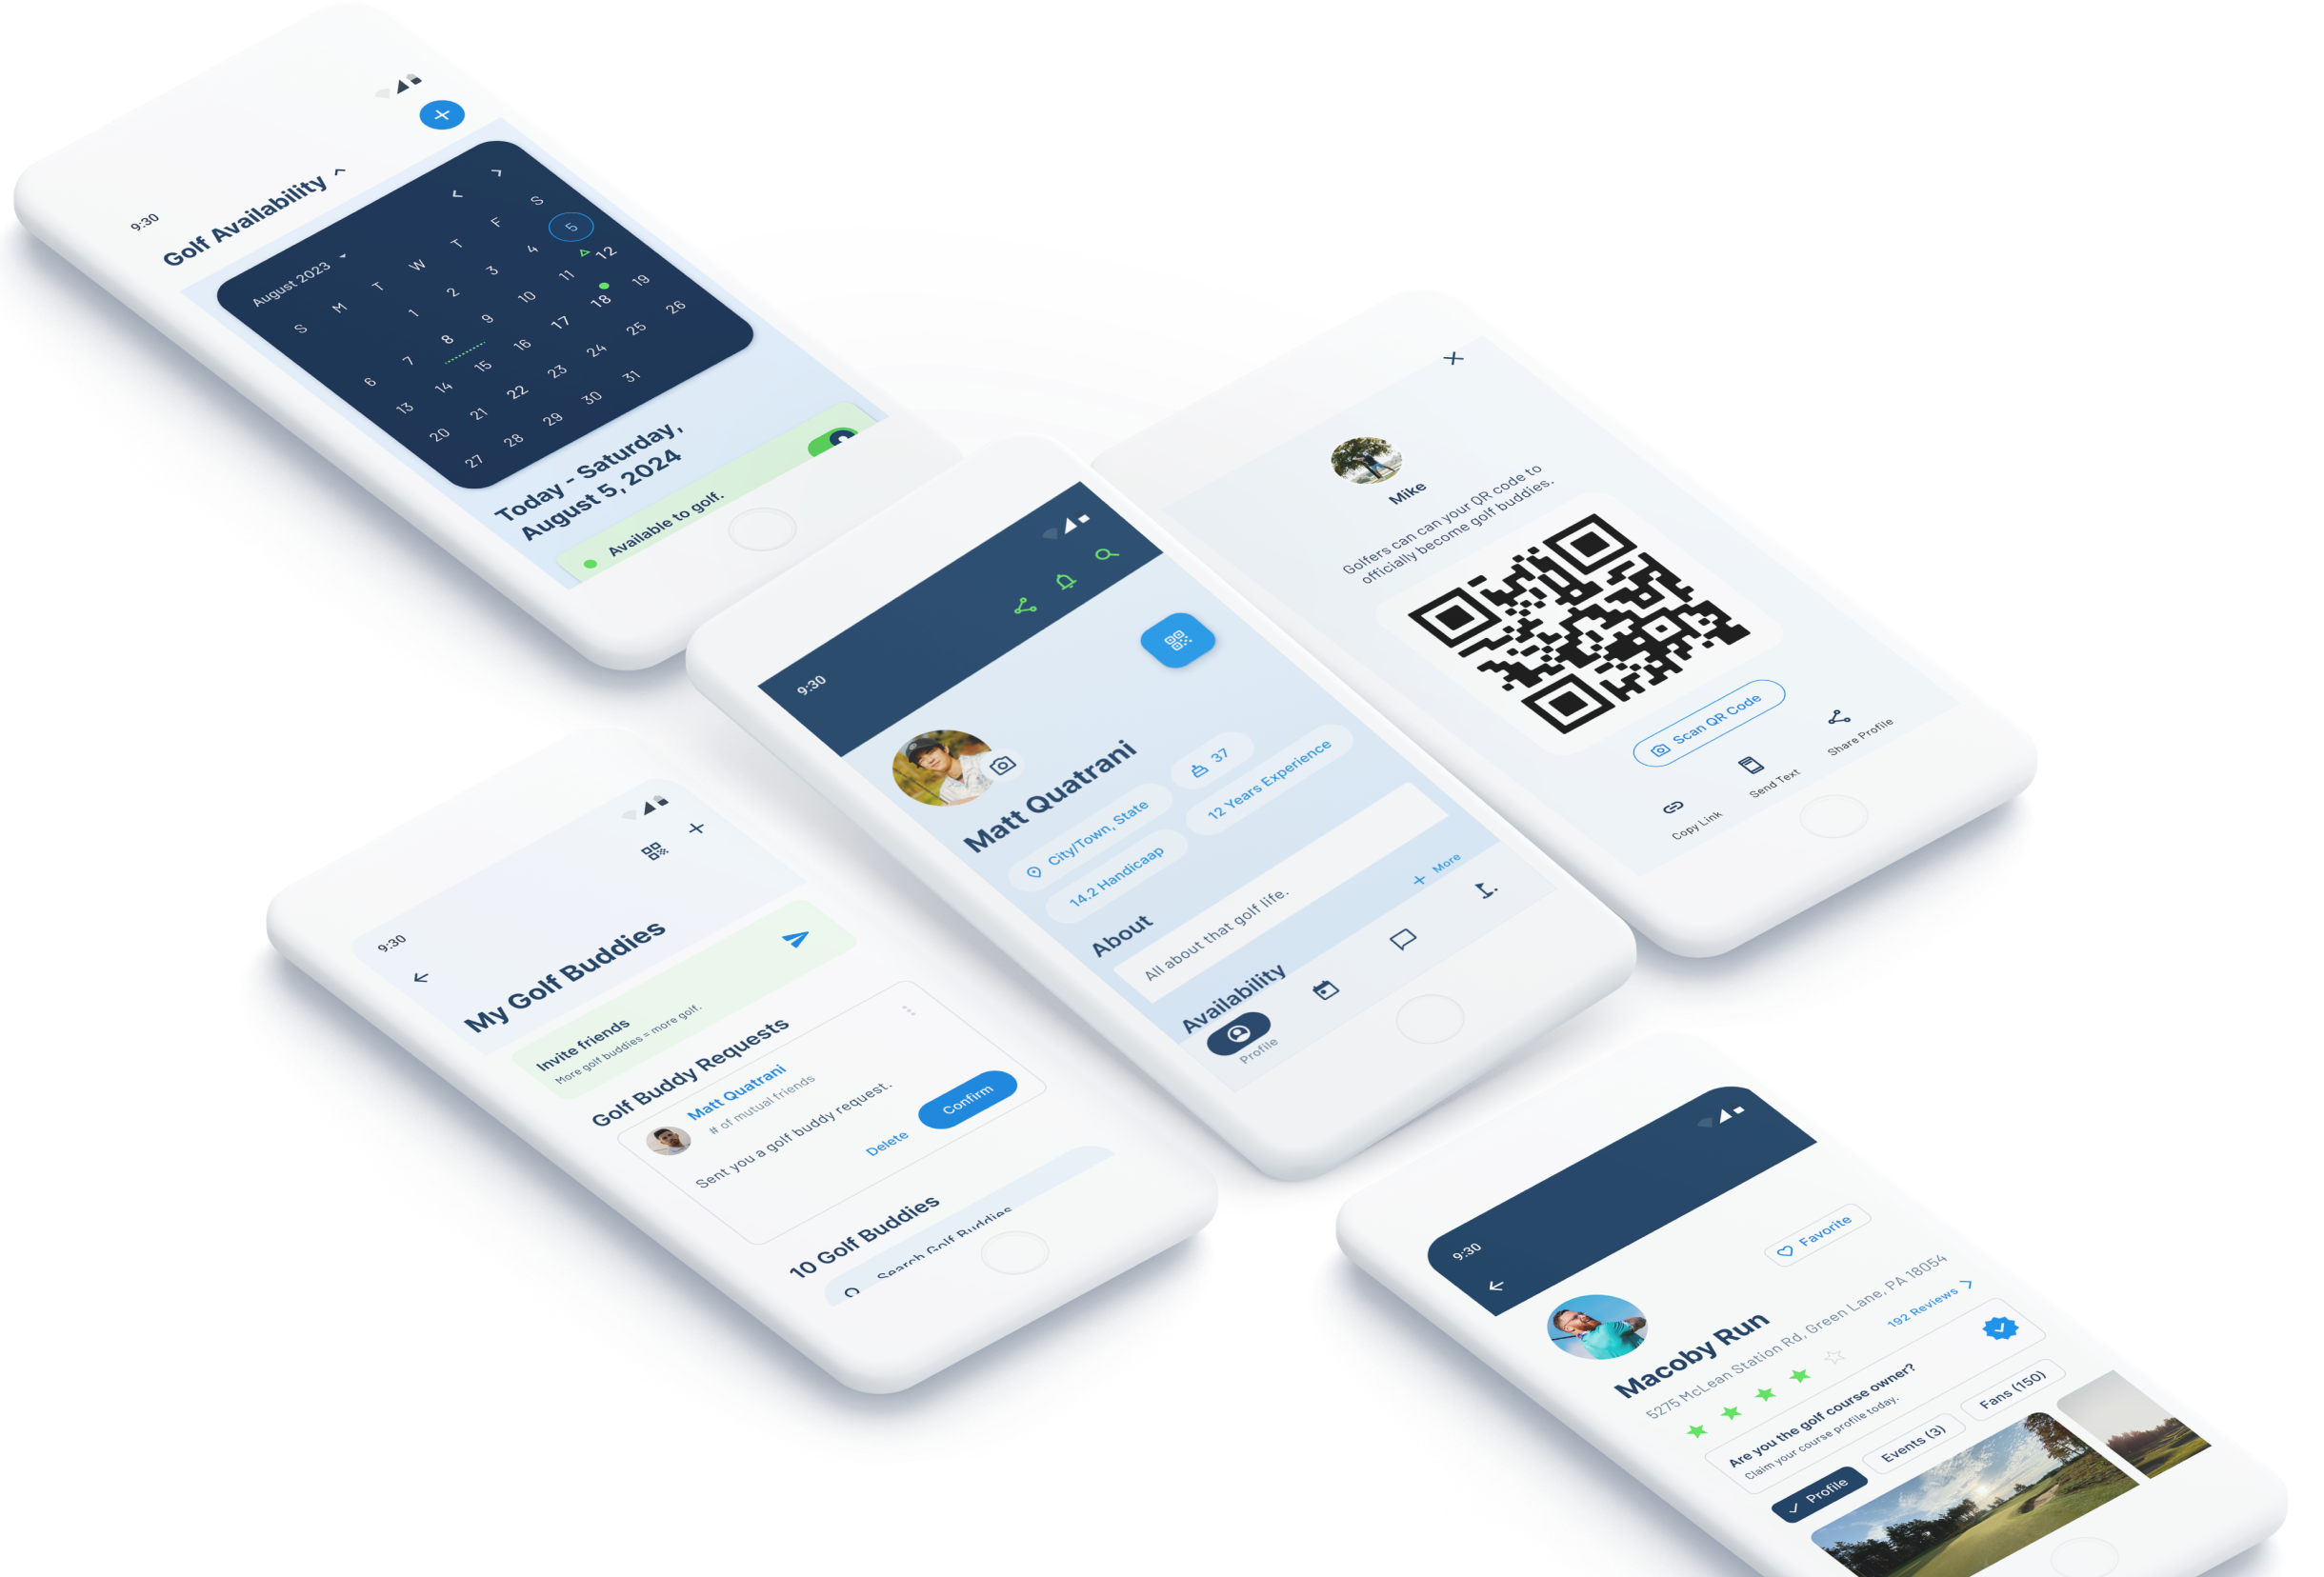 9:30
Golf Availability
August 2023
S M T W T F S
1 2 3 4 5
6 7 8 9 10 11 12
13 14 15 16 17 18 19
20 21 22 23 24 25 26
27 28 29 30 31
Today - Saturday,
August 5, 2024
Available to golf.
Mike
Golfers can can your QR code to
officially become golf buddies.
Scan QR Code
Copy Link
Send Text
Share Profile
9:30
Matt Quatrani
City/Town, State
37
14.2 Handicaap
12 Years Experience
About
All about that golf life.
More
Availability
Profile
9:30
My Golf Buddies
Invite friends
More golf buddies = more golf.
Golf Buddy Requests
Matt Quatrani
# of mutual friends
Sent you a golf buddy request.
Delete
Confirm
10 Golf Buddies
Search Golf Buddies
9:30
Favorite
Macoby Run
5275 McLean Station Rd, Green Lane, PA 18054
192 Reviews
Are you the golf course owner?
Claim your course profile today.
Profile
Events (3)
Fans (150)